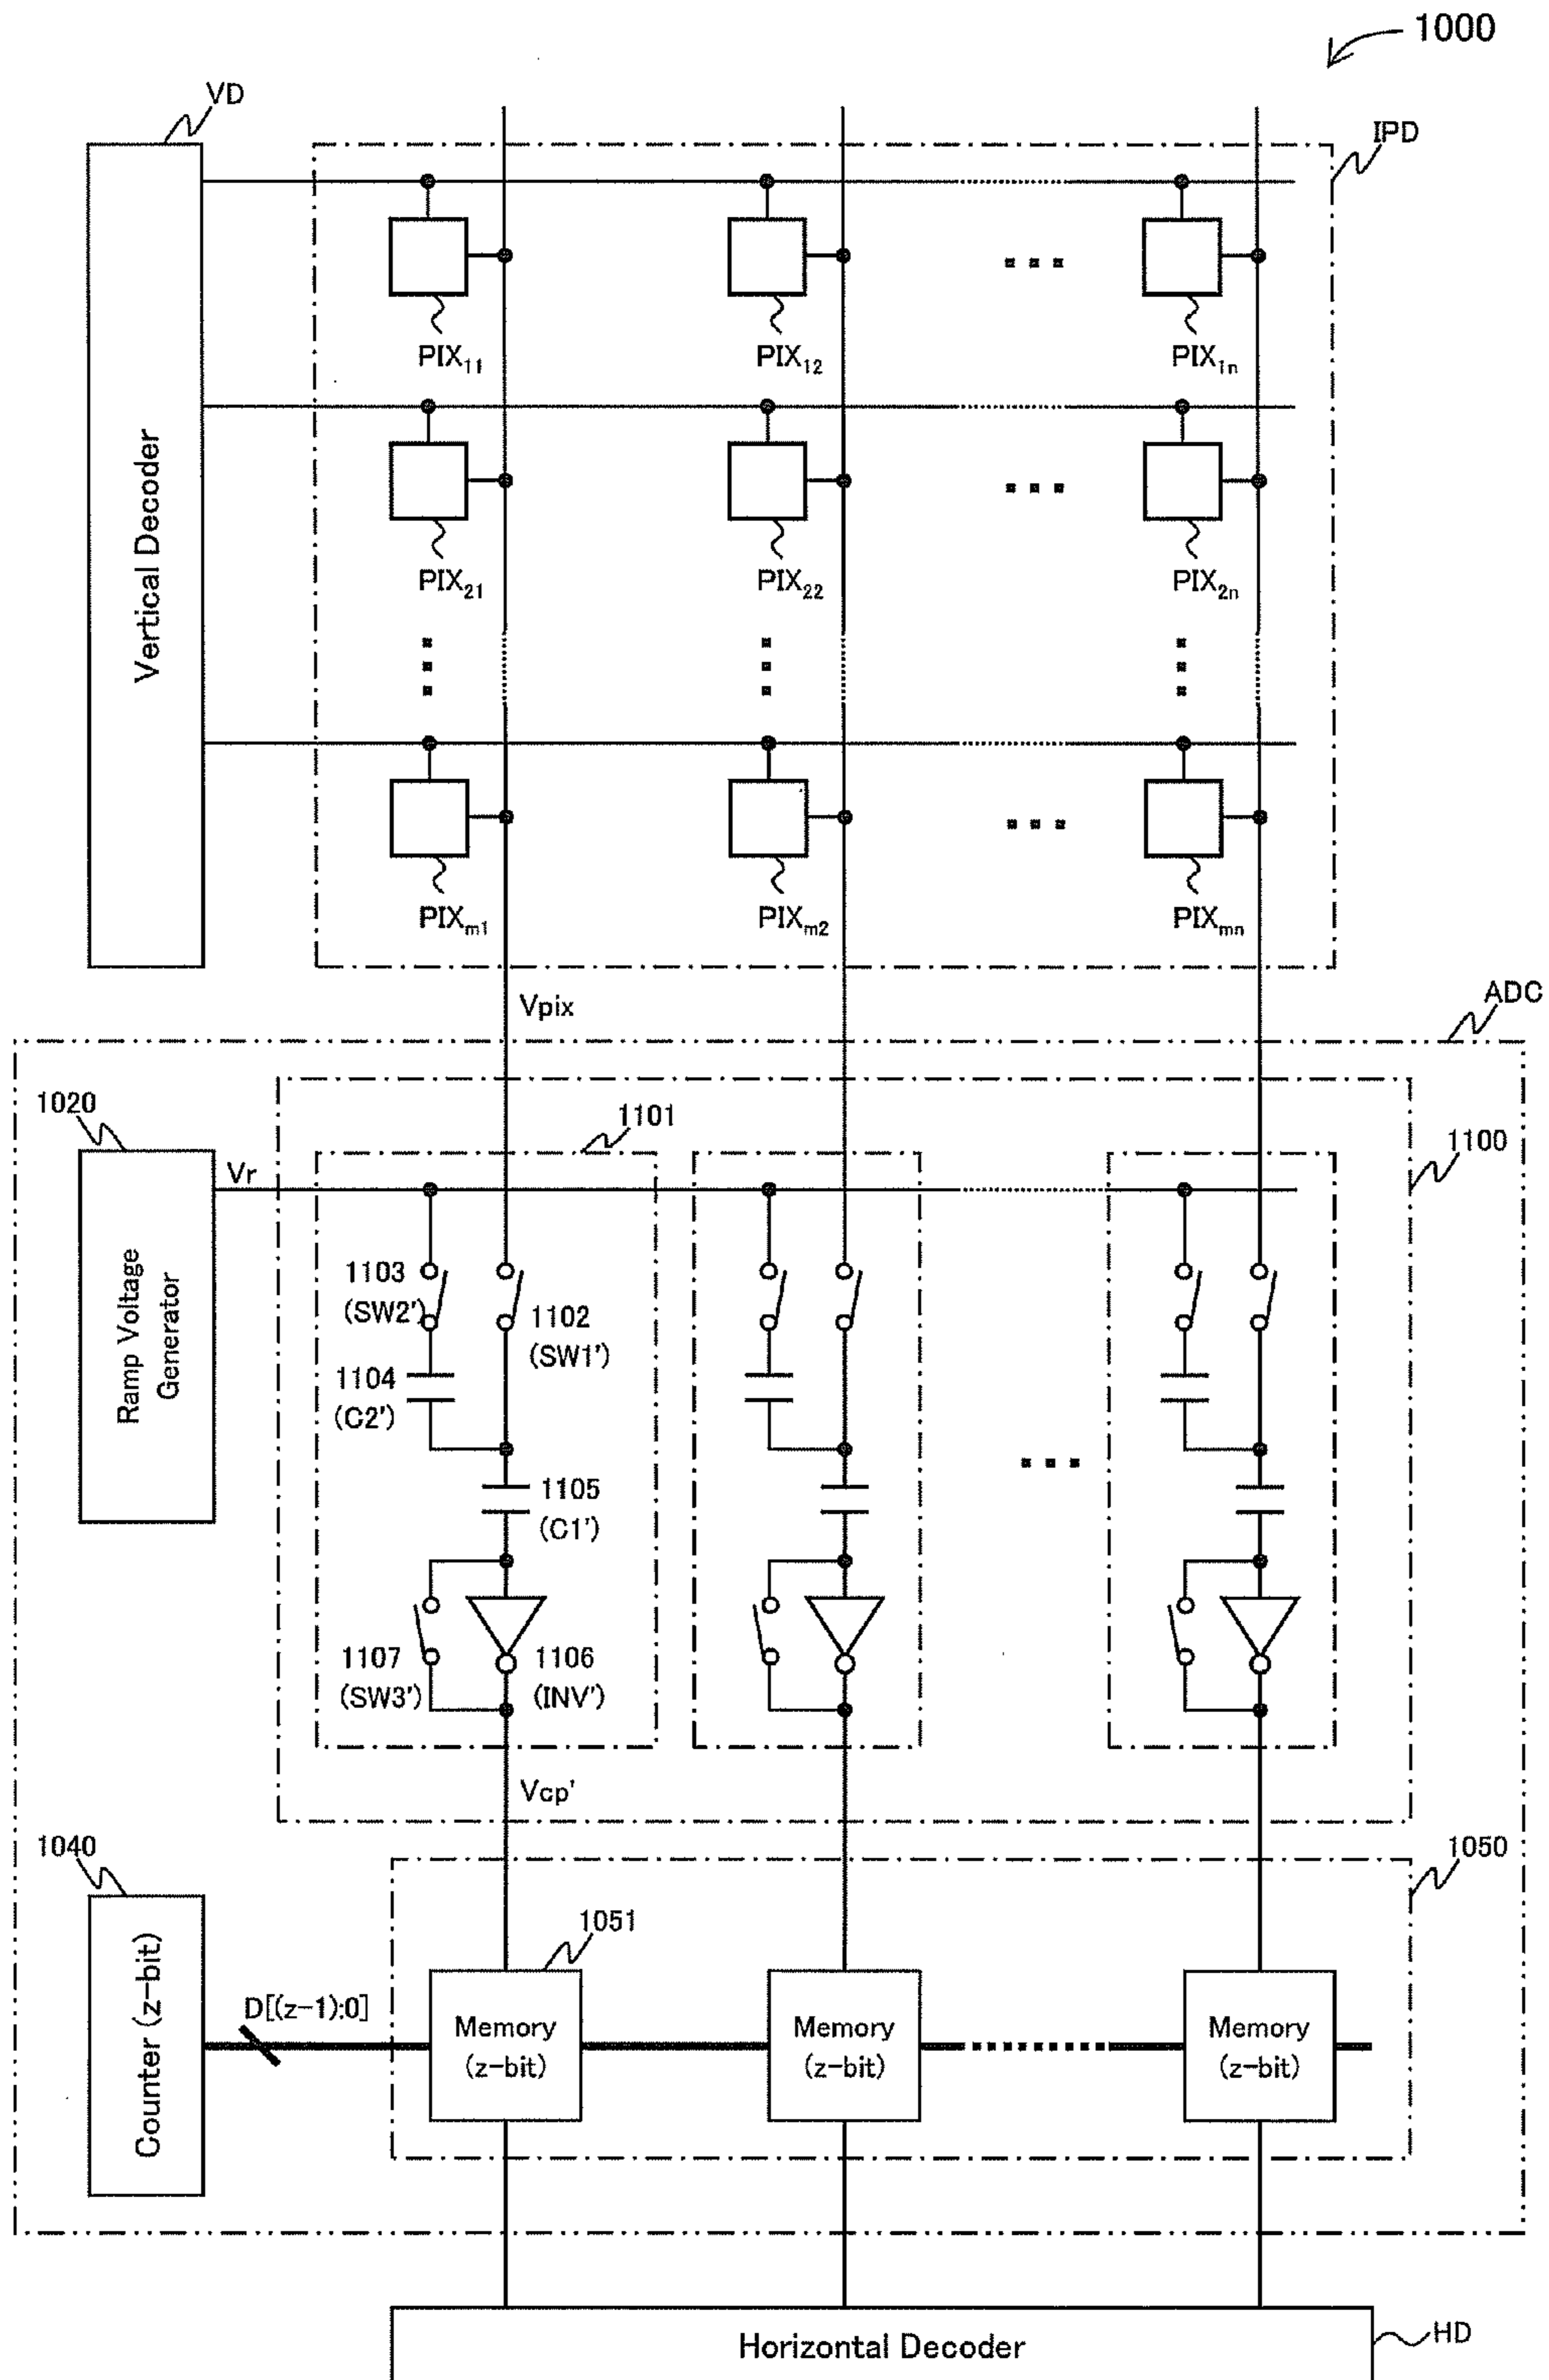 1000
VD
IPD
Vertical Decoder
PIX11
PIX12
PIX1n
PIX21
PIX22
PIX2n
PIXm1
PIXm2
PIXmn
Vpix
ADC
1020
1101
1100
Vr
Ramp Voltage
Generator
1103
(SW2')
1102
(SW1')
1104
(C2')
1105
(C1')
1107
(SW3')
1106
(INV')
Vcp'
1040
1050
1051
Counter (z-bit)
D[(z-1):0]
Memory
(z-bit)
Memory
(z-bit)
Memory
(z-bit)
Horizontal Decoder
HD